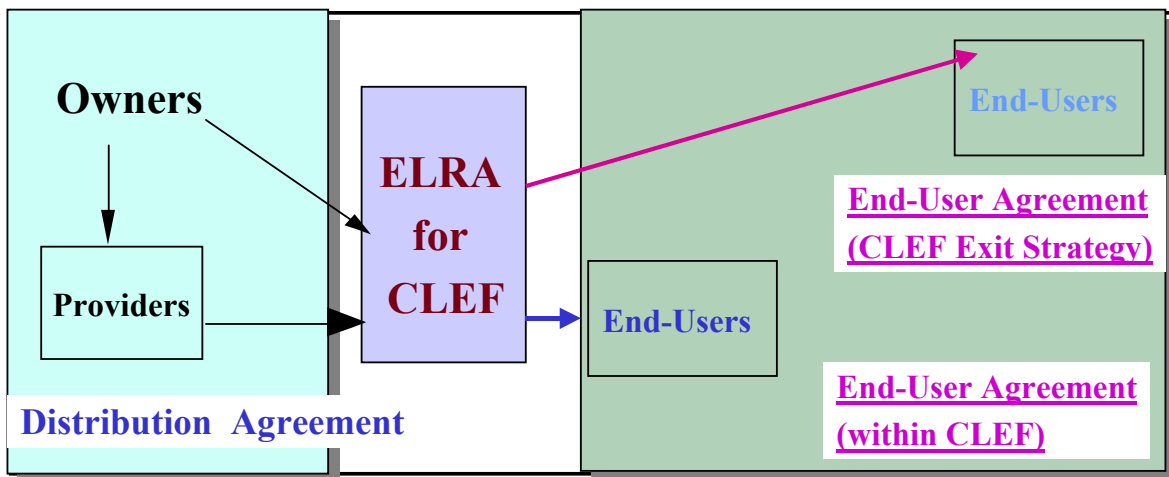 Owners
Providers
Distribution Agreement
ELRA
for
CLEF
End-Users
End-User Agreement
(CLEF Exit Strategy)
End-Users
End-User Agreement
(within CLEF)